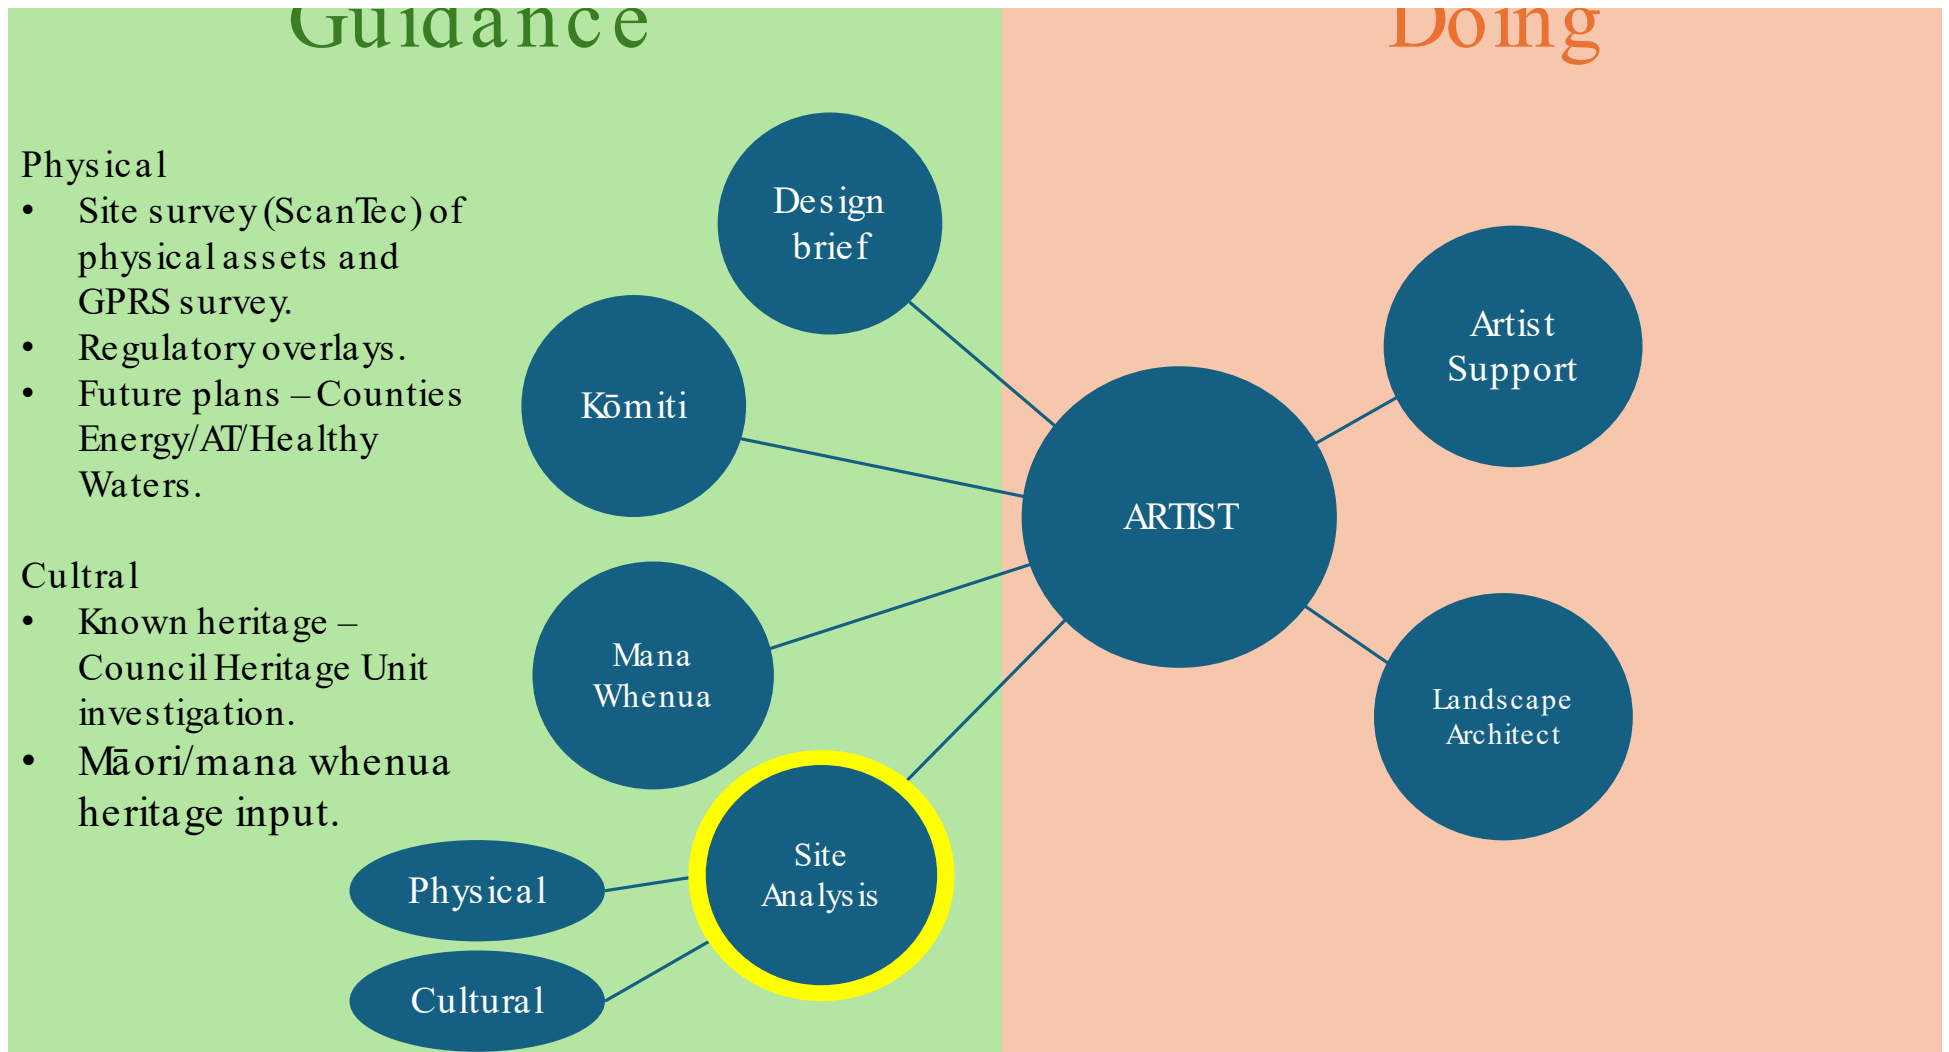 Guidance
Doing
Physical
• Site survey (ScanTec) of
physical assets and
GPRS survey.
• Regulatory overlays.
• Future plans – Counties
Energy/AT/Healthy
Waters.
Cultral
• Known heritage –
Council Heritage Unit
investigation.
• Māori/mana whenua
heritage input.
Design
brief
Kōmiti
Mana
Whenua
Site
Analysis
Physical
Cultural
ARTIST
Artist
Support
Landscape
Architect